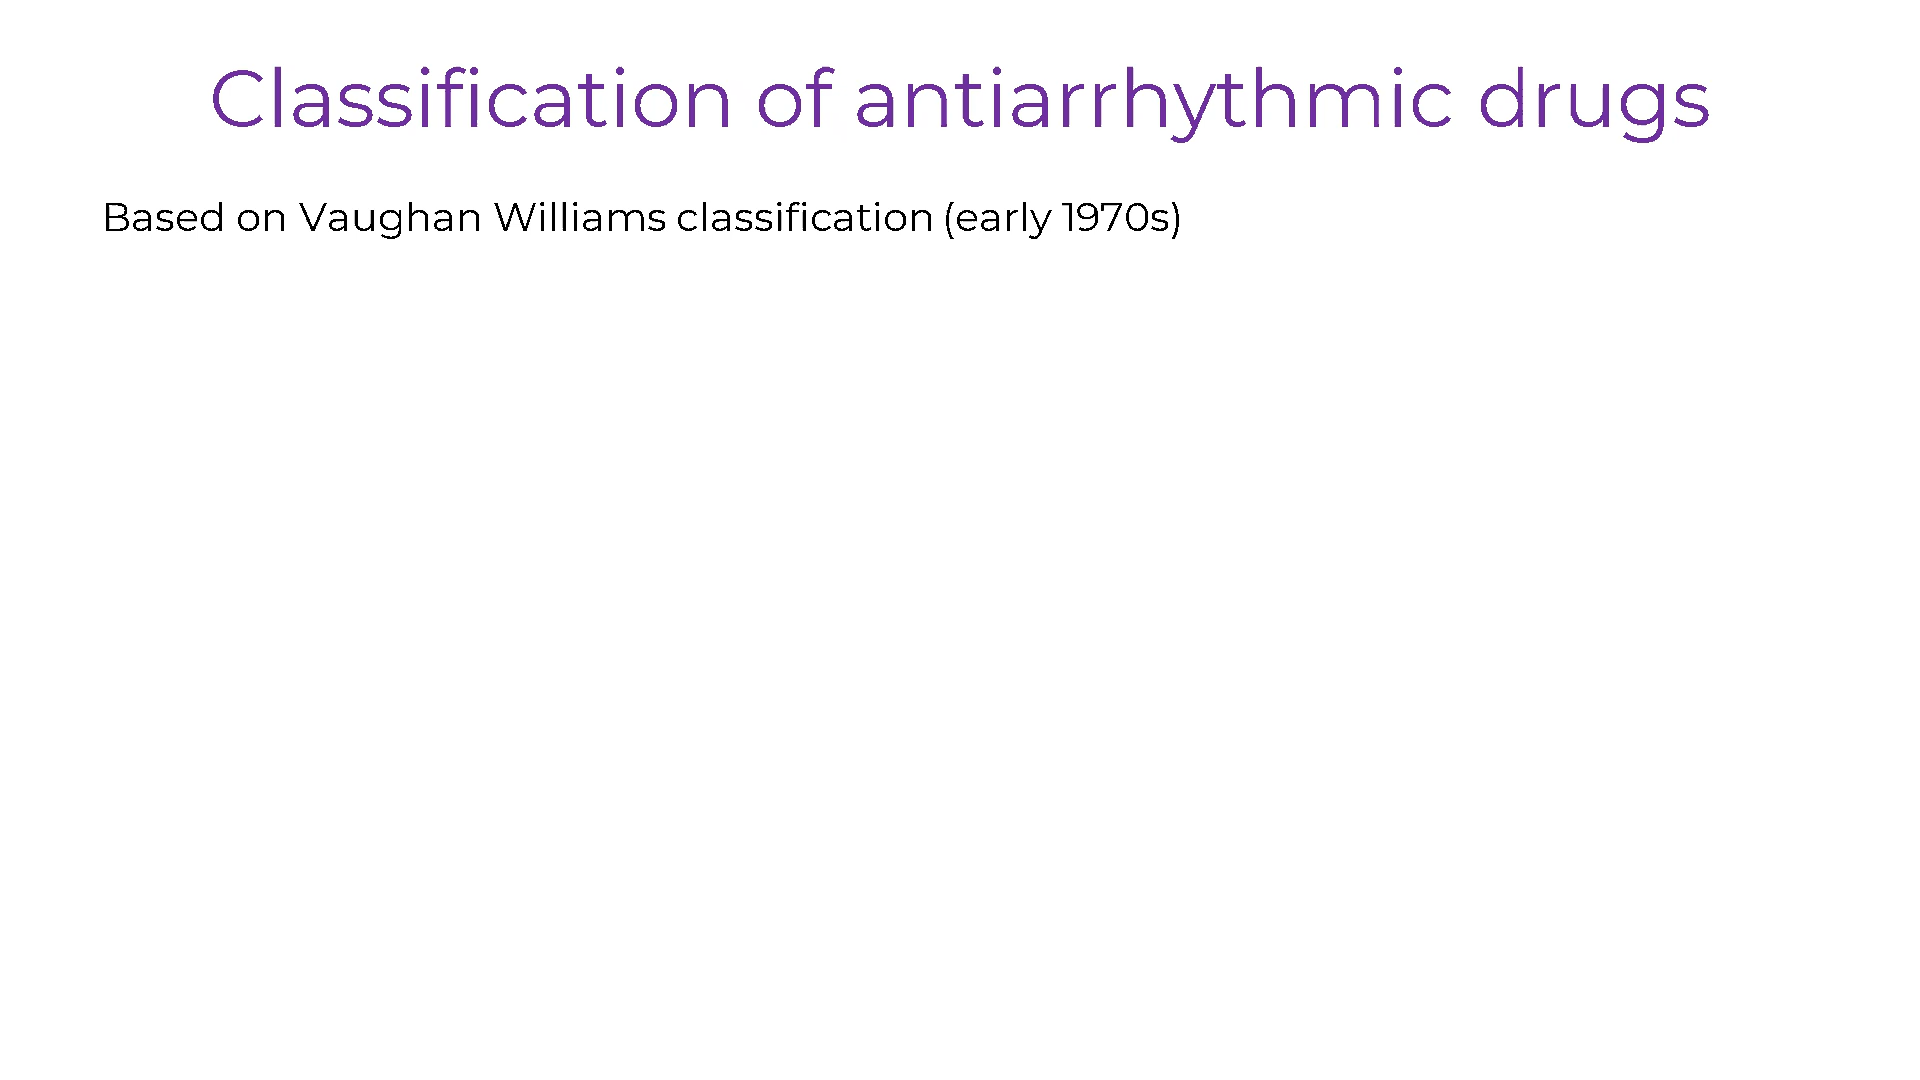 Classification of antiarrhythmic drugs
Based on Vaughan Williams classification (early 1970s)